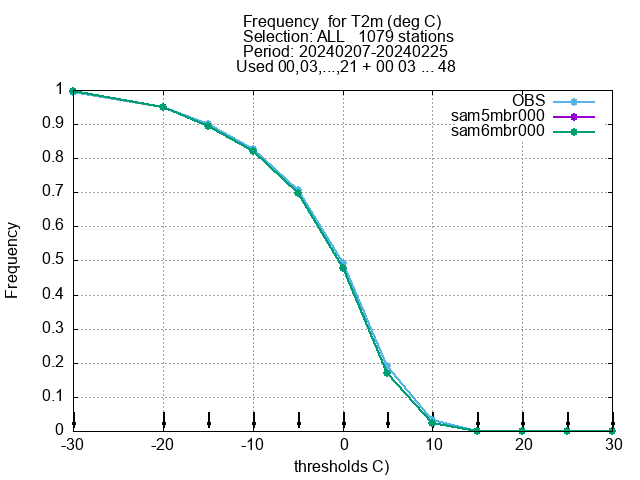 Frequency  for T2m (deg C)
Selection: ALL   1079 stations
Period: 20240207-20240225
Used 00,03,...,21 + 00 03 ... 48
OBS
sam5mbr000
sam6mbr000
1
0.9
0.8
0.7
0.6
0.5
0.4
0.3
0.2
0.1
0
Frequency
-30 -20 -10 0 10 20 30
thresholds C)